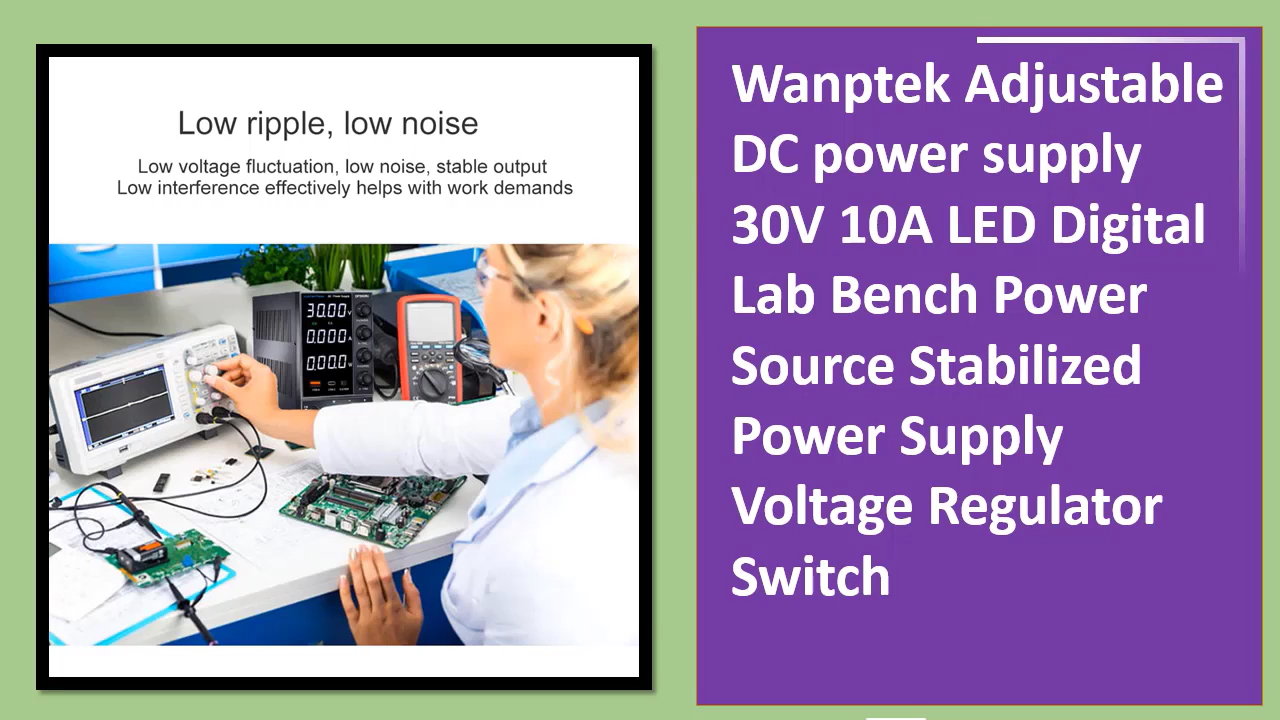 Low ripple, low noise
Low voltage fluctuation, low noise, stable output
Low interference effectively helps with work demands
30.00
0.000
000.0
Wanptek Adjustable
DC power supply
30V 10A LED Digital
Lab Bench Power
Source Stabilized
Power Supply
Voltage Regulator
Switch